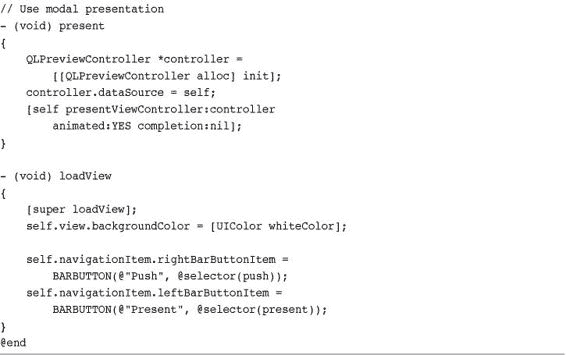 // Use modal presentation
- (void) present
{
    QLPreviewController *controller =
        [[QLPreviewController alloc] init];
    controller.dataSource = self;
    [self presentViewController:controller
        animated:YES completion:nil];
}

- (void) loadView
{
    [super loadView];
    self.view.backgroundColor = [UIColor whiteColor];

    self.navigationItem.rightBarButtonItem =
        BARBUTTON(@"Push", @selector(push));
    self.navigationItem.leftBarButtonItem =
        BARBUTTON(@"Present", @selector(present));
}
@end